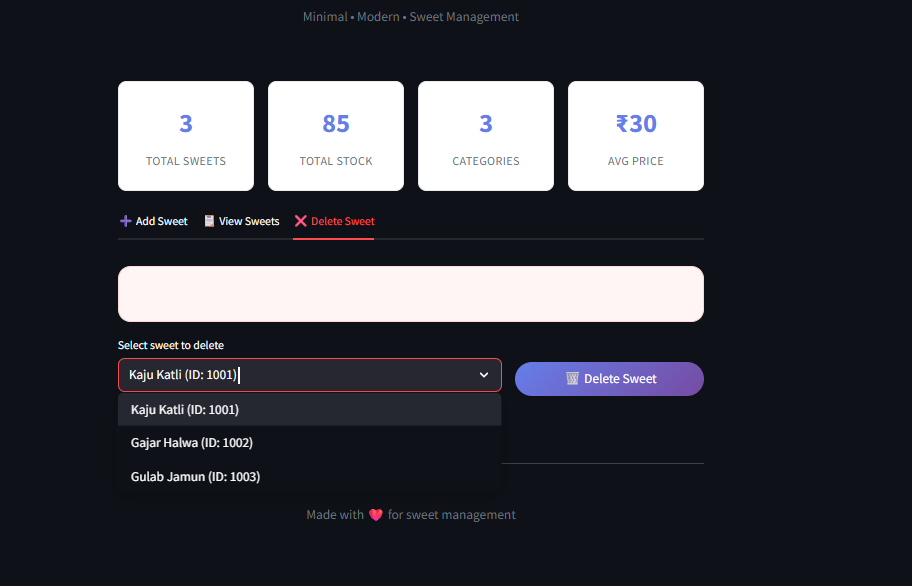 Minimal • Modern • Sweet Management
3
85
3
₹30
TOTAL SWEETS
TOTAL STOCK
CATEGORIES
AVG PRICE
➕ Add Sweet
📋 View Sweets
❌ Delete Sweet
Select sweet to delete
Kaju Katli (ID: 1001)
🗑️ Delete Sweet
Kaju Katli (ID: 1001)
Gajar Halwa (ID: 1002)
Gulab Jamun (ID: 1003)
Made with ❤️ for sweet management